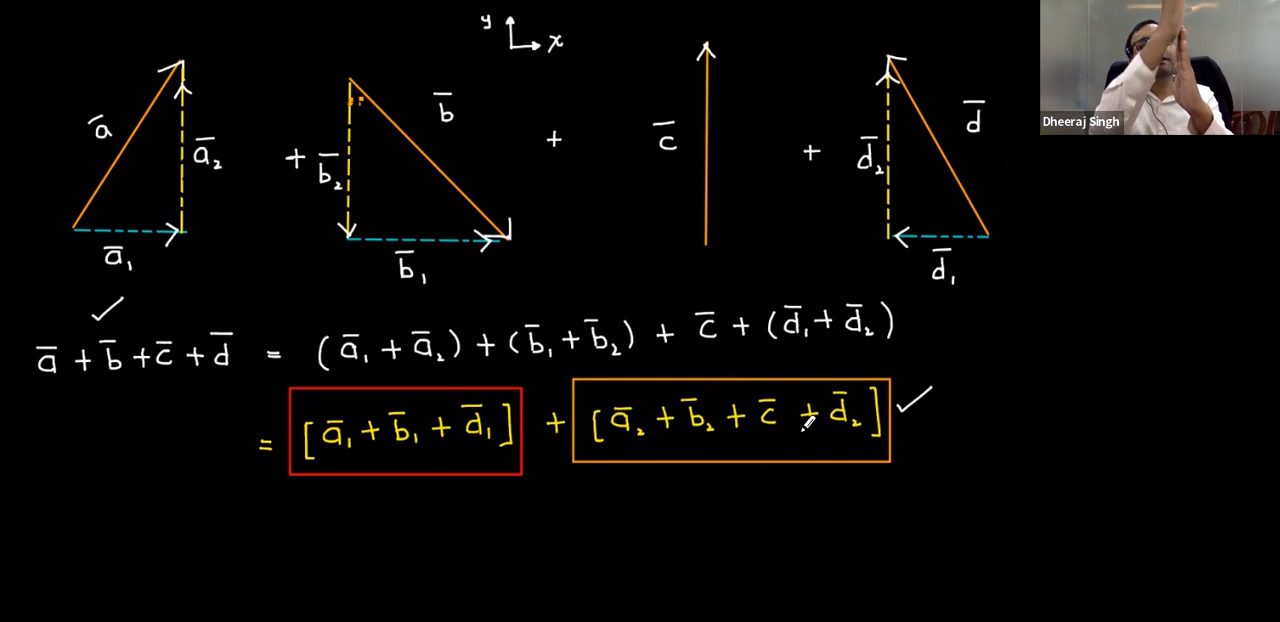 y
x
a̅
a̅₂
a̅₁
+
b̅₂
b̅
b̅₁
+
c̅
+
d̅₂
d̅
d̅₁
Dheeraj Singh
a̅ + b̅ + c̅ + d̅ = (a̅₁ + a̅₂) + (b̅₁ + b̅₂) + c̅ + (d̅₁ + d̅₂)
= [a̅₁ + b̅₁ + d̅₁] + [a̅₂ + b̅₂ + c̅ + d̅₂]